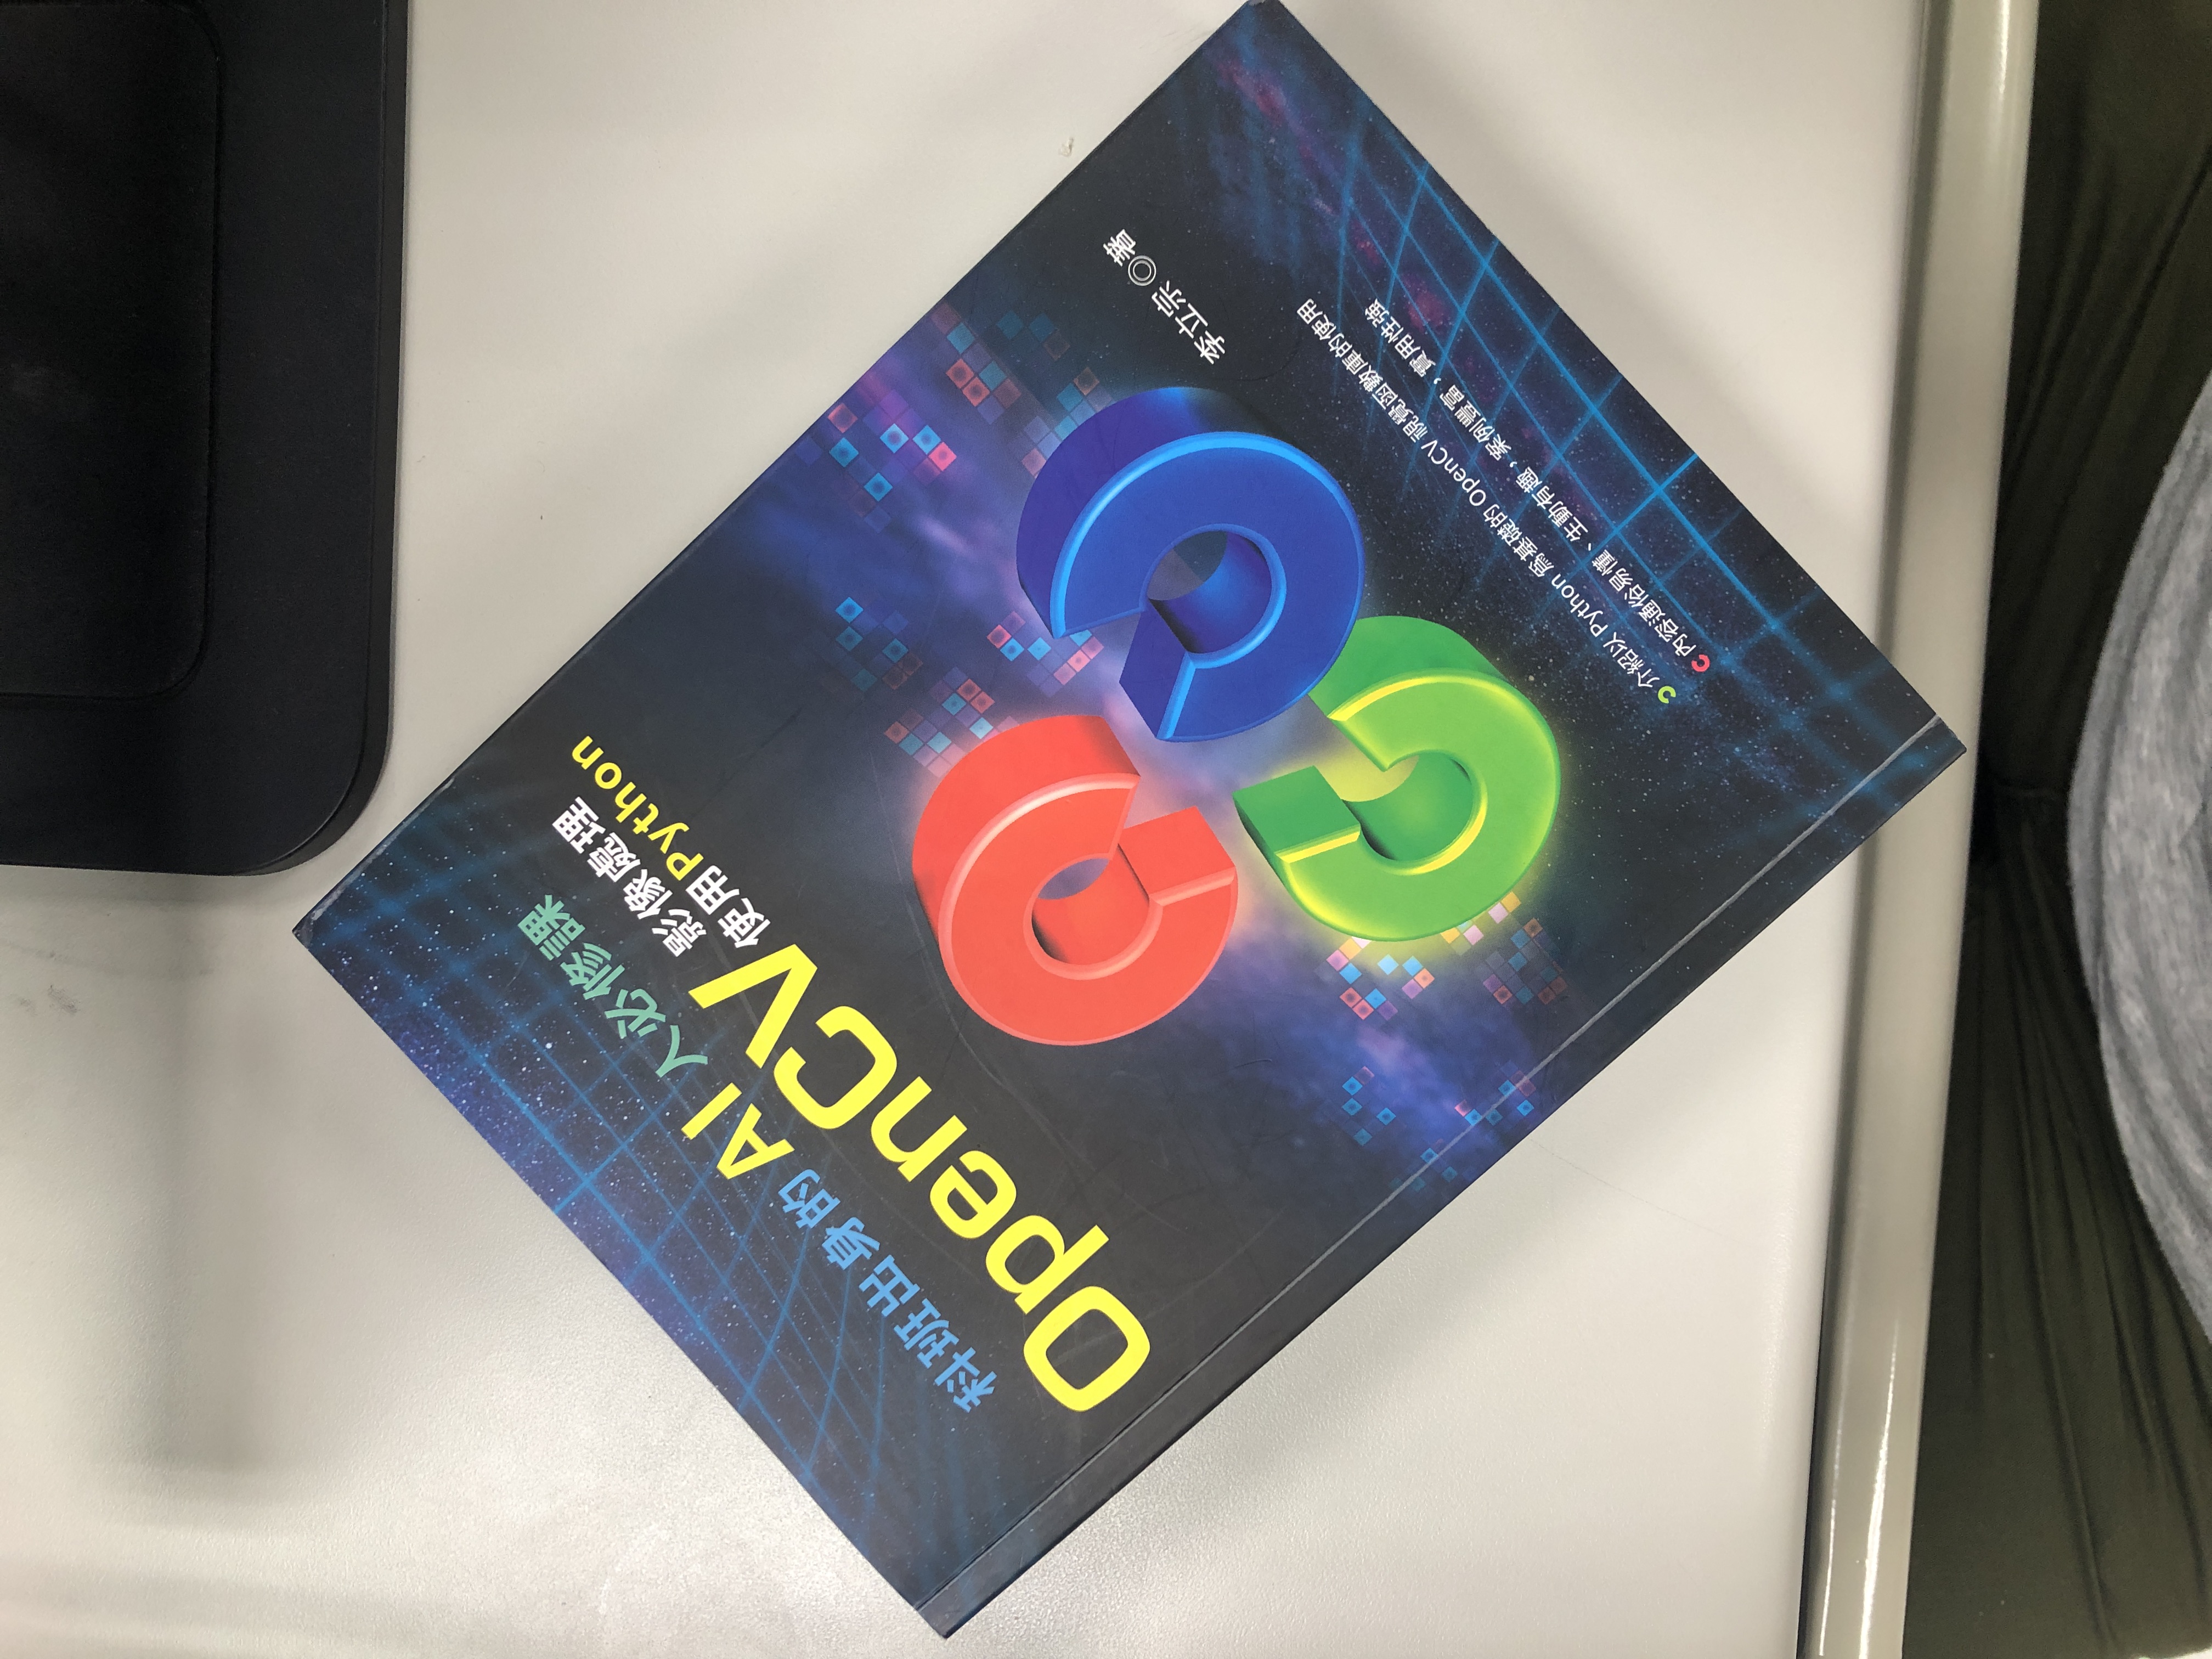 科班出身的 AI 人必修課
OpenCV
影像處理
使用Python
李立宗◎著
介紹以 Python 為基礎的 OpenCV 視覺函數庫的使用
內容通俗易懂、生動有趣，案例豐富，實用性強